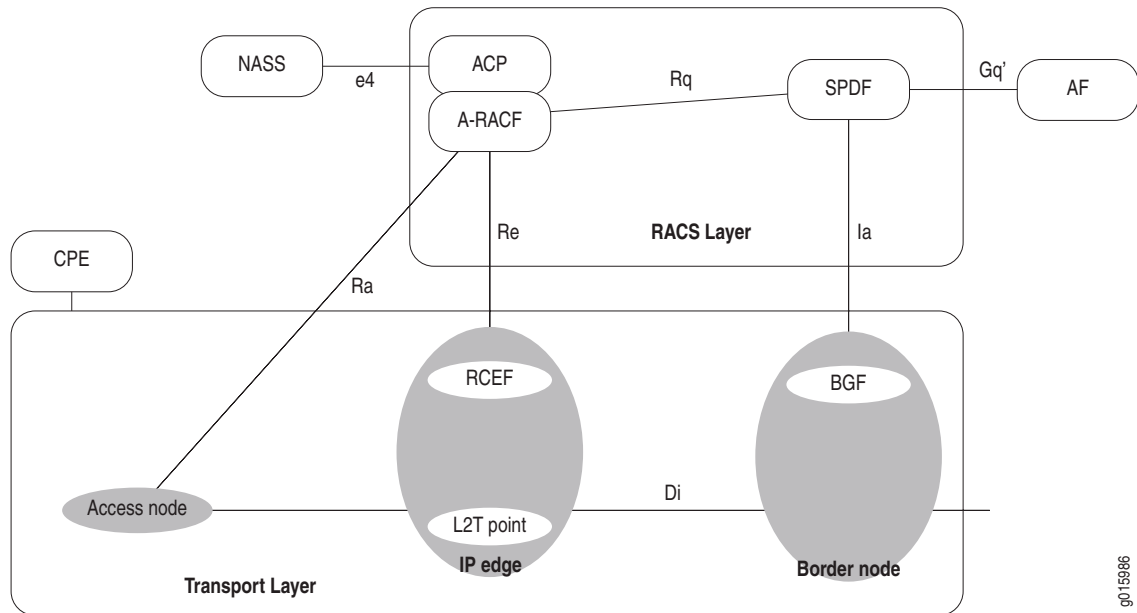 NASS
e4
ACP
A-RACF
Rq
SPDF
Gq'
AF
Re
RACS Layer
Ia
CPE
Ra
RCEF
BGF
Access node
L2T point
Di
IP edge
Border node
Transport Layer
g015986